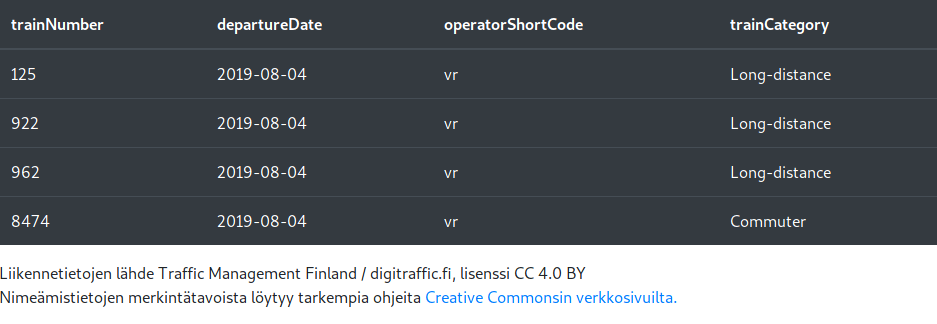 trainNumber departureDate operatorShortCode trainCategory
125 2019-08-04 vr Long-distance
922 2019-08-04 vr Long-distance
962 2019-08-04 vr Long-distance
8474 2019-08-04 vr Commuter
Liikennetietojen lähde Traffic Management Finland / digitraffic.fi, lisenssi CC 4.0 BY
Nimeämistietojen merkintätavoista löytyy tarkempia ohjeita Creative Commonsin verkkosivuilta.